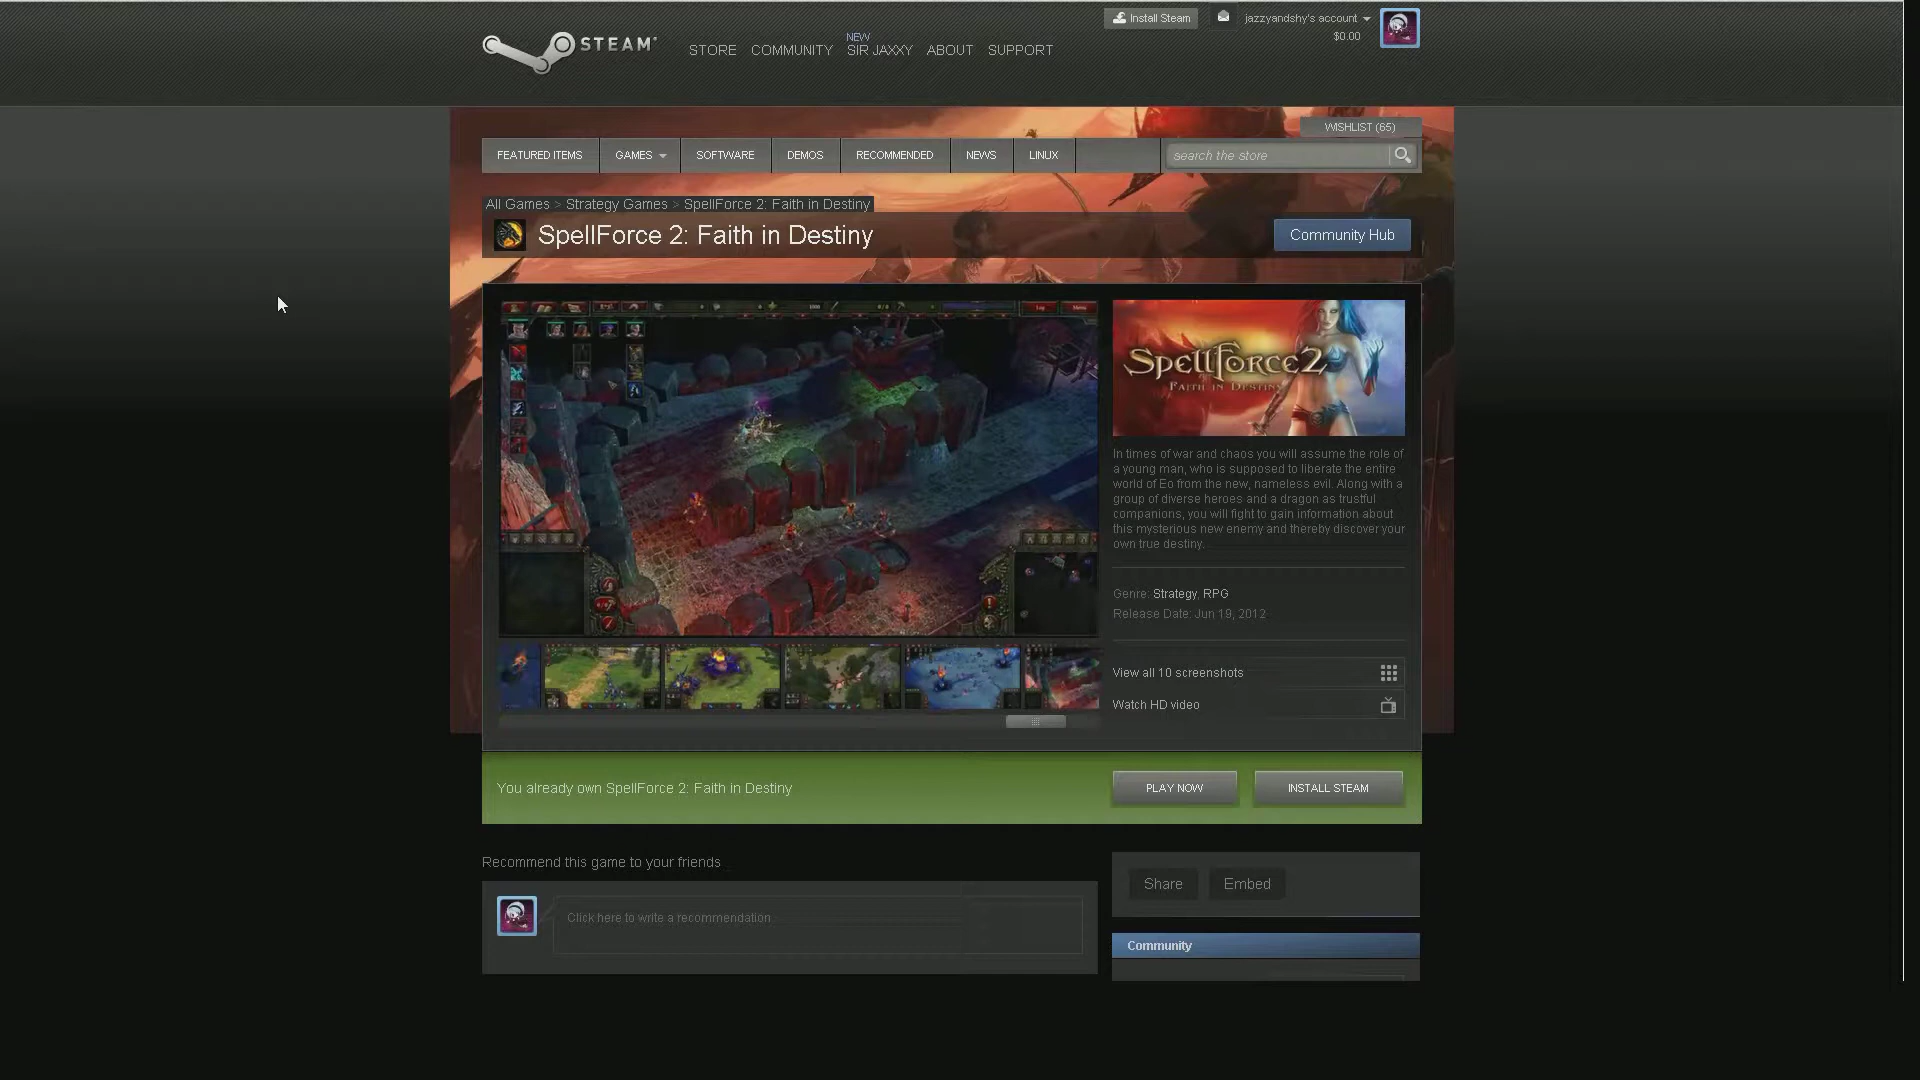 Install Steam
jazzyandshy's account
$0.00
STEAM
STORE
COMMUNITY
NEW
SIR JAXXY
ABOUT
SUPPORT
WISHLIST (65)
FEATURED ITEMS
GAMES
SOFTWARE
DEMOS
RECOMMENDED
NEWS
LINUX
search the store
All Games > Strategy Games > SpellForce 2: Faith in Destiny
SpellForce 2: Faith in Destiny
Community Hub
SpellForce 2
Faith in Destiny
In times of war and chaos you will assume the role of
a young man, who is supposed to liberate the entire
world of Eo from the new, nameless evil. Along with a
group of diverse heroes and a dragon as trustful
companions, you will fight to gain information about
this mysterious new enemy and thereby discover your
own true destiny.
Genre: Strategy, RPG
Release Date: Jun 19, 2012
View all 10 screenshots
Watch HD video
You already own SpellForce 2: Faith in Destiny
PLAY NOW
INSTALL STEAM
Recommend this game to your friends
Click here to write a recommendation
Share
Embed
Community